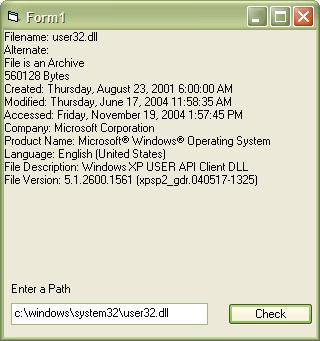 Form1
Filename: user32.dll
Alternate:
File is an Archive
560128 Bytes
Created: Thursday, August 23, 2001 6:00:00 AM
Modified: Thursday, June 17, 2004 11:58:35 AM
Accessed: Friday, November 19, 2004 1:57:45 PM
Company: Microsoft Corporation
Product Name: Microsoft® Windows® Operating System
Language: English (United States)
File Description: Windows XP USER API Client DLL
File Version: 5.1.2600.1561 (xpsp2_gdr.040517-1325)
Enter a Path
c:\windows\system32\user32.dll Check